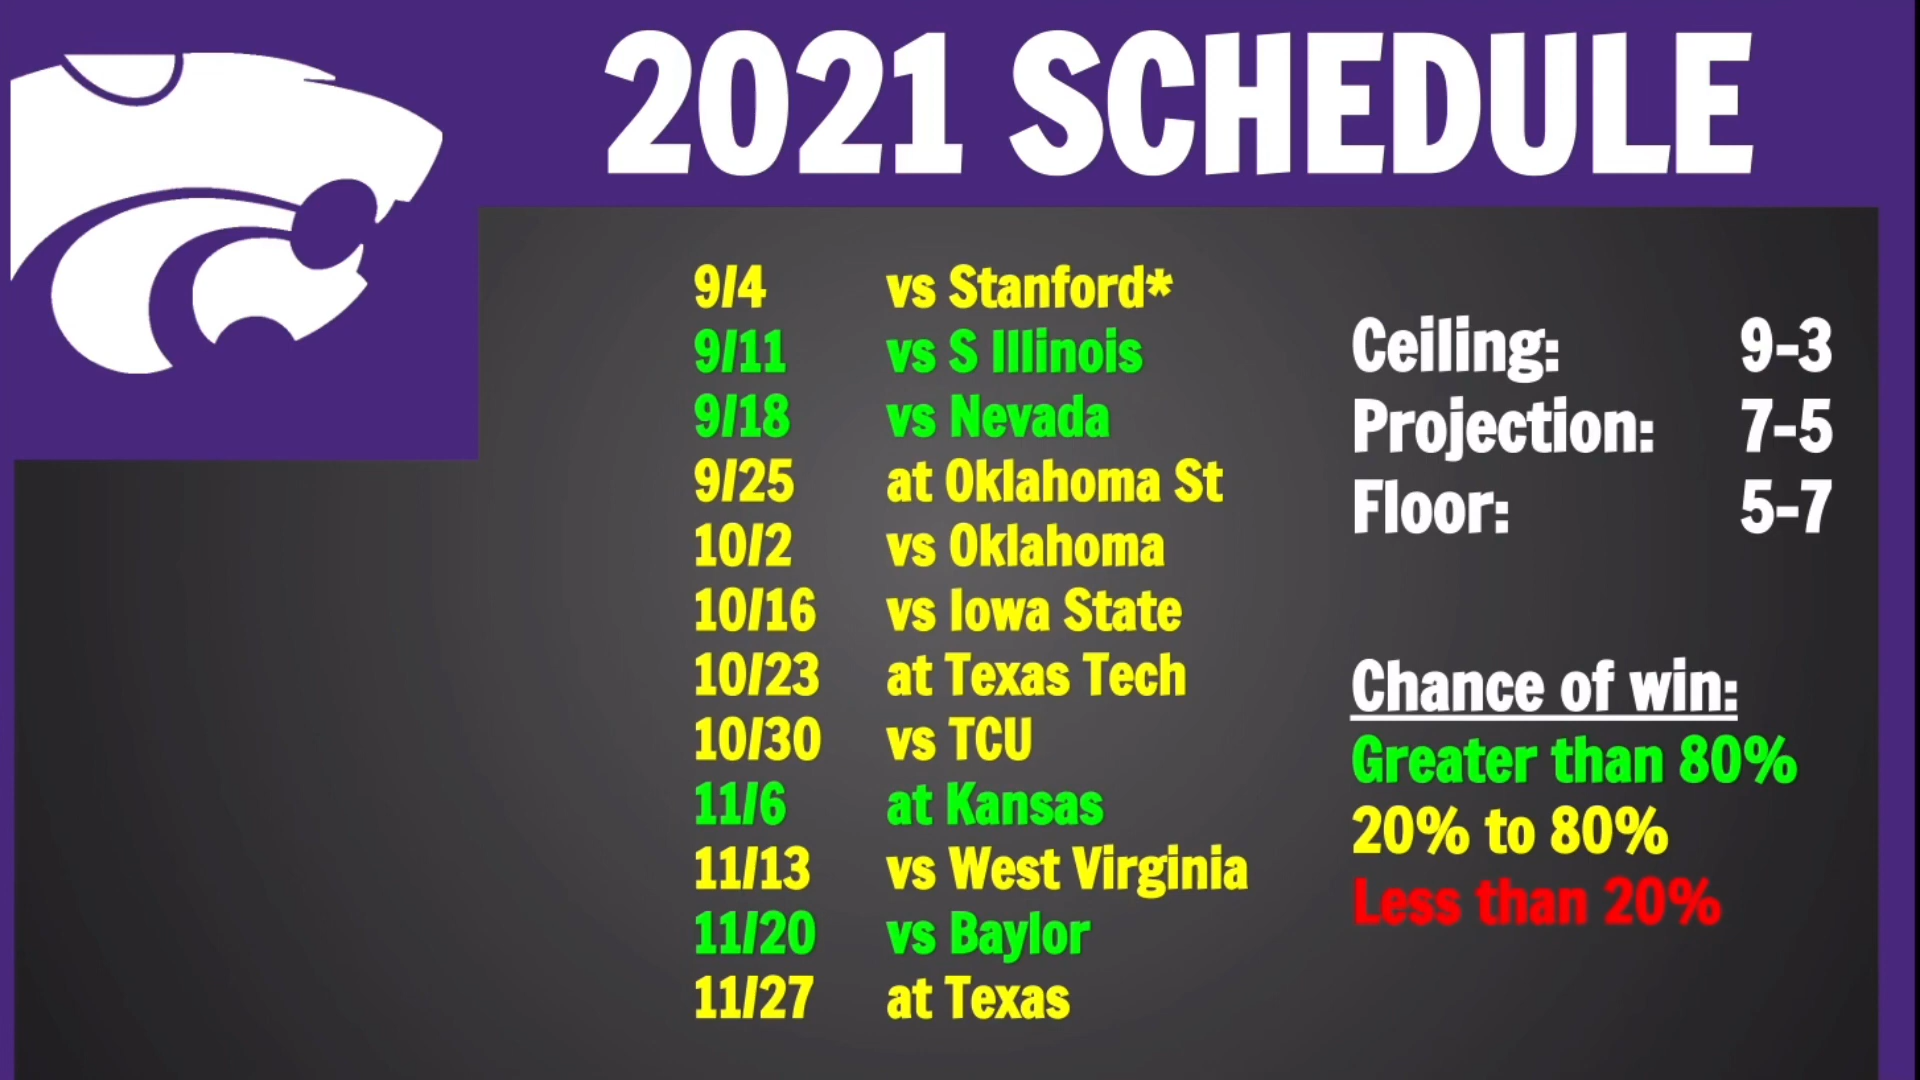 2021 SCHEDULE
9/4 vs Stanford*
9/11 vs S Illinois
9/18 vs Nevada
9/25 at Oklahoma St
10/2 vs Oklahoma
10/16 vs Iowa State
10/23 at Texas Tech
10/30 vs TCU
11/6 at Kansas
11/13 vs West Virginia
11/20 vs Baylor
11/27 at Texas
Ceiling: 9-3
Projection: 7-5
Floor: 5-7
Chance of win:
Greater than 80%
20% to 80%
Less than 20%